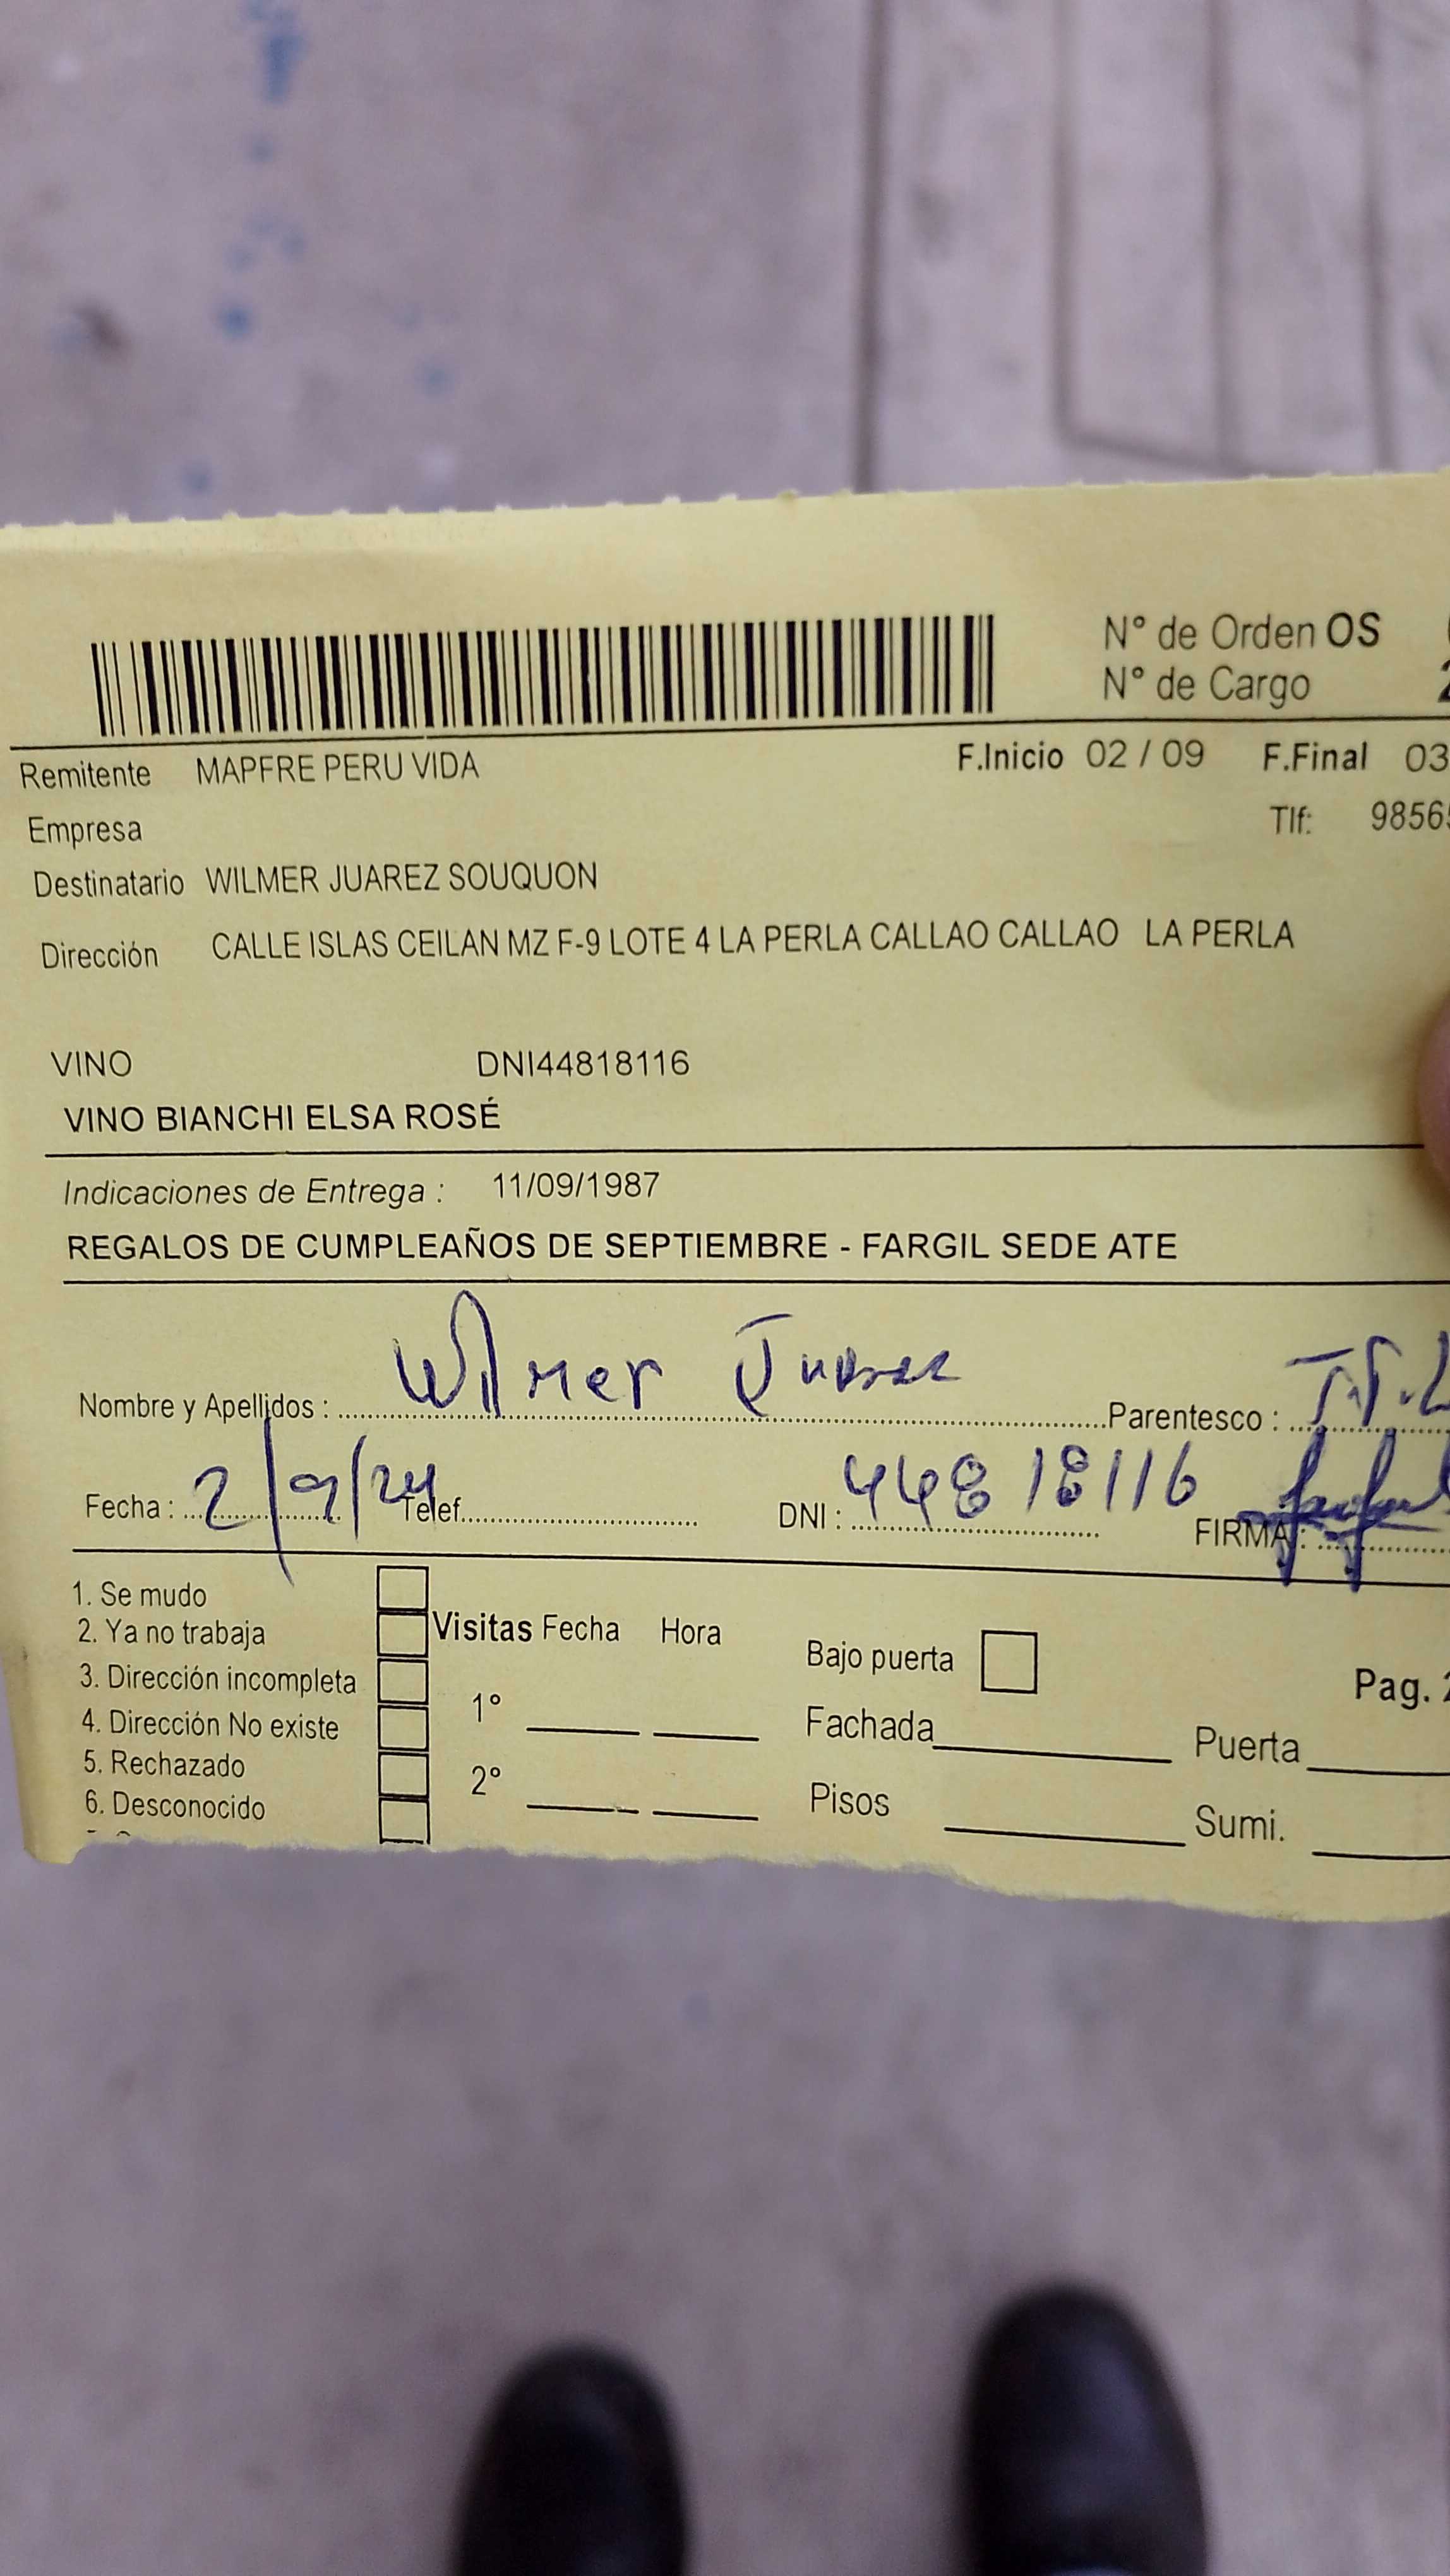 N° de Orden OS
N° de Cargo 2
Remitente MAPFRE PERU VIDA F.Inicio 02 / 09 F.Final 03
Empresa Tlf: 9856
Destinatario WILMER JUAREZ SOUQUON
Dirección CALLE ISLAS CEILAN MZ F-9 LOTE 4 LA PERLA CALLAO CALLAO LA PERLA
VINO DNI44818116
VINO BIANCHI ELSA ROSÉ
Indicaciones de Entrega : 11/09/1987
REGALOS DE CUMPLEAÑOS DE SEPTIEMBRE - FARGIL SEDE ATE
Nombre y Apellidos : Wilmer Juarez Parentesco :
Fecha : 2/9/24 Telef. DNI : 44818116 FIRMA :
1. Se mudo
2. Ya no trabaja Visitas Fecha Hora Bajo puerta
3. Dirección incompleta 1° Pag. 2
4. Dirección No existe Fachada Puerta
5. Rechazado 2°
6. Desconocido Pisos Sumi.